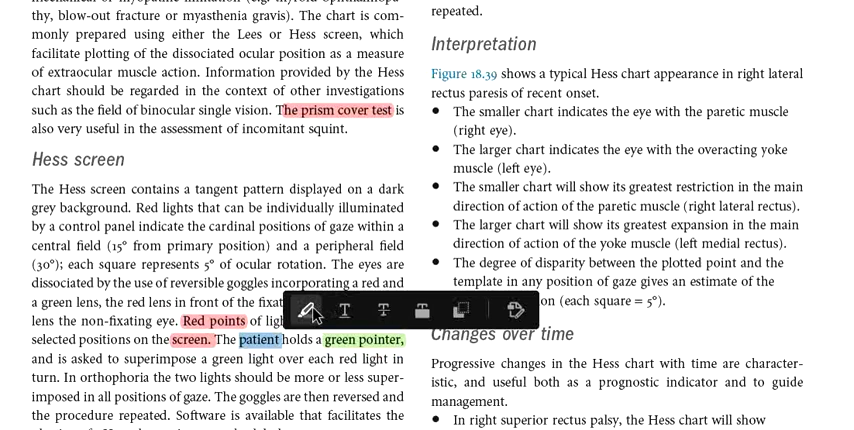 thy, blow-out fracture or myasthenia gravis). The chart is com-
monly prepared using either the Lees or Hess screen, which
facilitate plotting of the dissociated ocular position as a measure
of extraocular muscle action. Information provided by the Hess
chart should be regarded in the context of other investigations
such as the field of binocular single vision. The prism cover test is
also very useful in the assessment of incomitant squint.
Hess screen
The Hess screen contains a tangent pattern displayed on a dark
grey background. Red lights that can be individually illuminated
by a control panel indicate the cardinal positions of gaze within a
central field (15° from primary position) and a peripheral field
(30°); each square represents 5° of ocular rotation. The eyes are
dissociated by the use of reversible goggles incorporating a red and
a green lens, the red lens in front of the
lens the non-fixating eye. Red points of
selected positions on the screen. The patient holds a green pointer,
and is asked to superimpose a green light over each red light in
turn. In orthophoria the two lights should be more or less super-
imposed in all positions of gaze. The goggles are then reversed and
the procedure repeated. Software is available that facilitates the
repeated.
Interpretation
Figure 18.39 shows a typical Hess chart appearance in right lateral
rectus paresis of recent onset.
● The smaller chart indicates the eye with the paretic muscle
(right eye).
● The larger chart indicates the eye with the overacting yoke
muscle (left eye).
● The smaller chart will show its greatest restriction in the main
direction of action of the paretic muscle (right lateral rectus).
● The larger chart will show its greatest expansion in the main
direction of action of the yoke muscle (left medial rectus).
● The degree of disparity between the plotted point and the
template in any position of gaze gives an estimate of the
on (each square = 5°).
Changes over time
Progressive changes in the Hess chart with time are character-
istic, and useful both as a prognostic indicator and to guide
management.
● In right superior rectus palsy, the Hess chart will show